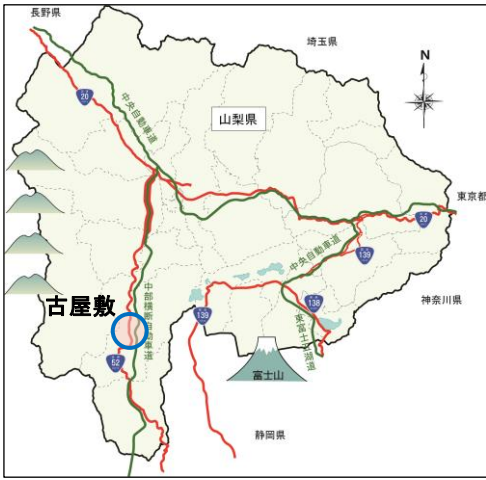 長野県
埼玉県
N
20
中央自動車道
山梨県
東京都
20
中央自動車道
139
神奈川県
古屋敷
中部横断自動車道
139
138
東富士五湖道
52
富士山
静岡県